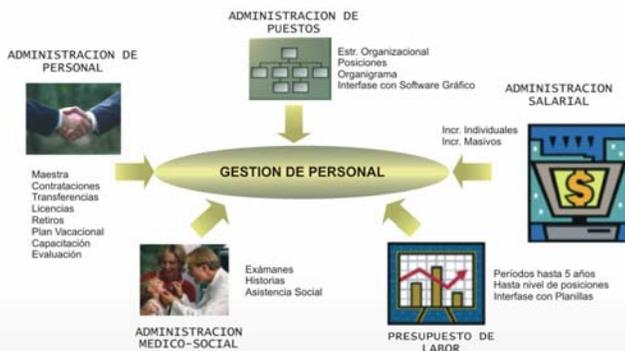 ADMINISTRACION DE
PUESTOS
Estr. Organizacional
Posiciones
Organigrama
Interfase con Software Gráfico
ADMINISTRACION DE
PERSONAL
Maestra
Contrataciones
Transferencias
Licencias
Retiros
Plan Vacacional
Capacitación
Evaluación
ADMINISTRACION
SALARIAL
Incr. Individuales
Incr. Masivos
$
GESTION DE PERSONAL
Exámanes
Historias
Asistencia Social
ADMINISTRACION
MEDICO-SOCIAL
Períodos hasta 5 años
Hasta nivel de posiciones
Interfase con Planillas
PRESUPUESTO DE
LABOR